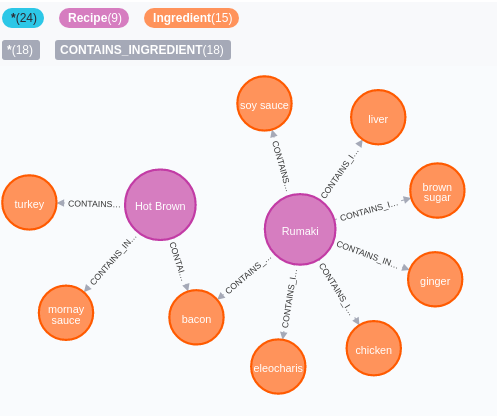 *(24) Recipe(9) Ingredient(15)
*(18) CONTAINS_INGREDIENT(18)
soy sauce
liver
CONTAINS…
CONTAINS_I…
turkey
CONTAINS…
Hot Brown
Rumaki
CONTAINS_I…
brown
sugar
CONTAINS_IN…
CONTAI…
CONTAINS_…
CONTAINS_I…
CONTAINS_I…
CONTAINS_IN…
ginger
mornay
sauce
bacon
eleocharis
chicken